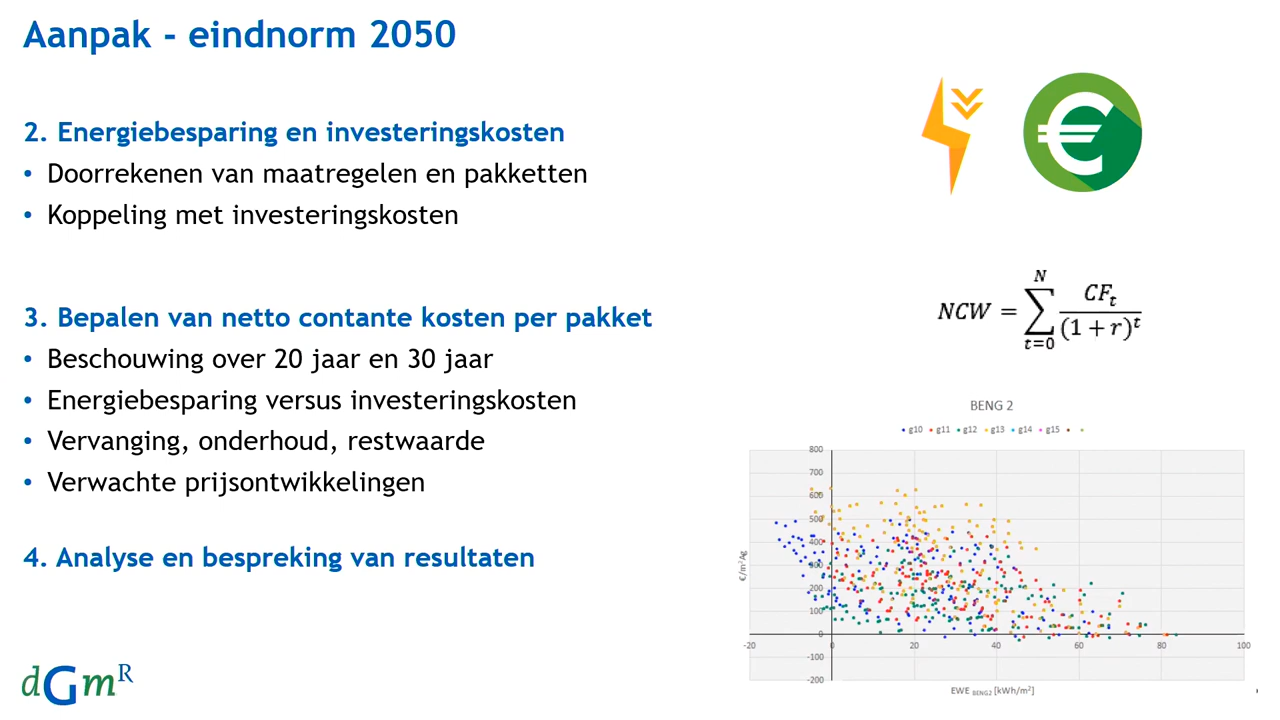 Aanpak - eindnorm 2050
2. Energiebesparing en investeringskosten
• Doorrekenen van maatregelen en pakketten
• Koppeling met investeringskosten
3. Bepalen van netto contante kosten per pakket
• Beschouwing over 20 jaar en 30 jaar
• Energiebesparing versus investeringskosten
• Vervanging, onderhoud, restwaarde
• Verwachte prijsontwikkelingen
4. Analyse en bespreking van resultaten
dGmR
€
NCW = \sum_{t=0}^{N} \frac{CF_t}{(1 + r)^t}
BENG 2
g10 g11 g12 g13 g14 g15
800
700
600
500
400
300
200
100
0
-100
-200
€/m²Ag
-20 0 20 40 60 80 100
EWE BENG2 [kWh/m²]